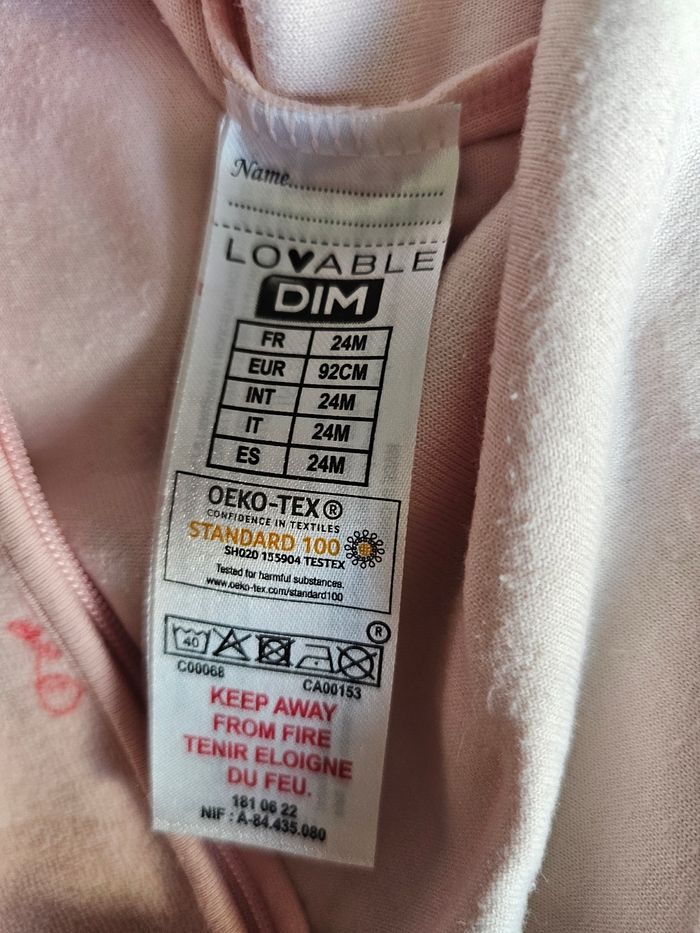 Name
LOVABLE
DIM
FR 24M
EUR 92CM
INT 24M
IT 24M
ES 24M
OEKO-TEX®
CONFIDENCE IN TEXTILES
STANDARD 100
SH020 155904 TESTEX
Tested for harmful substances.
www.oeko-tex.com/standard100
®
40
C00068
CA00153
KEEP AWAY
FROM FIRE
TENIR ELOIGNE
DU FEU.
181 06 22
NIF : A-84.435.080